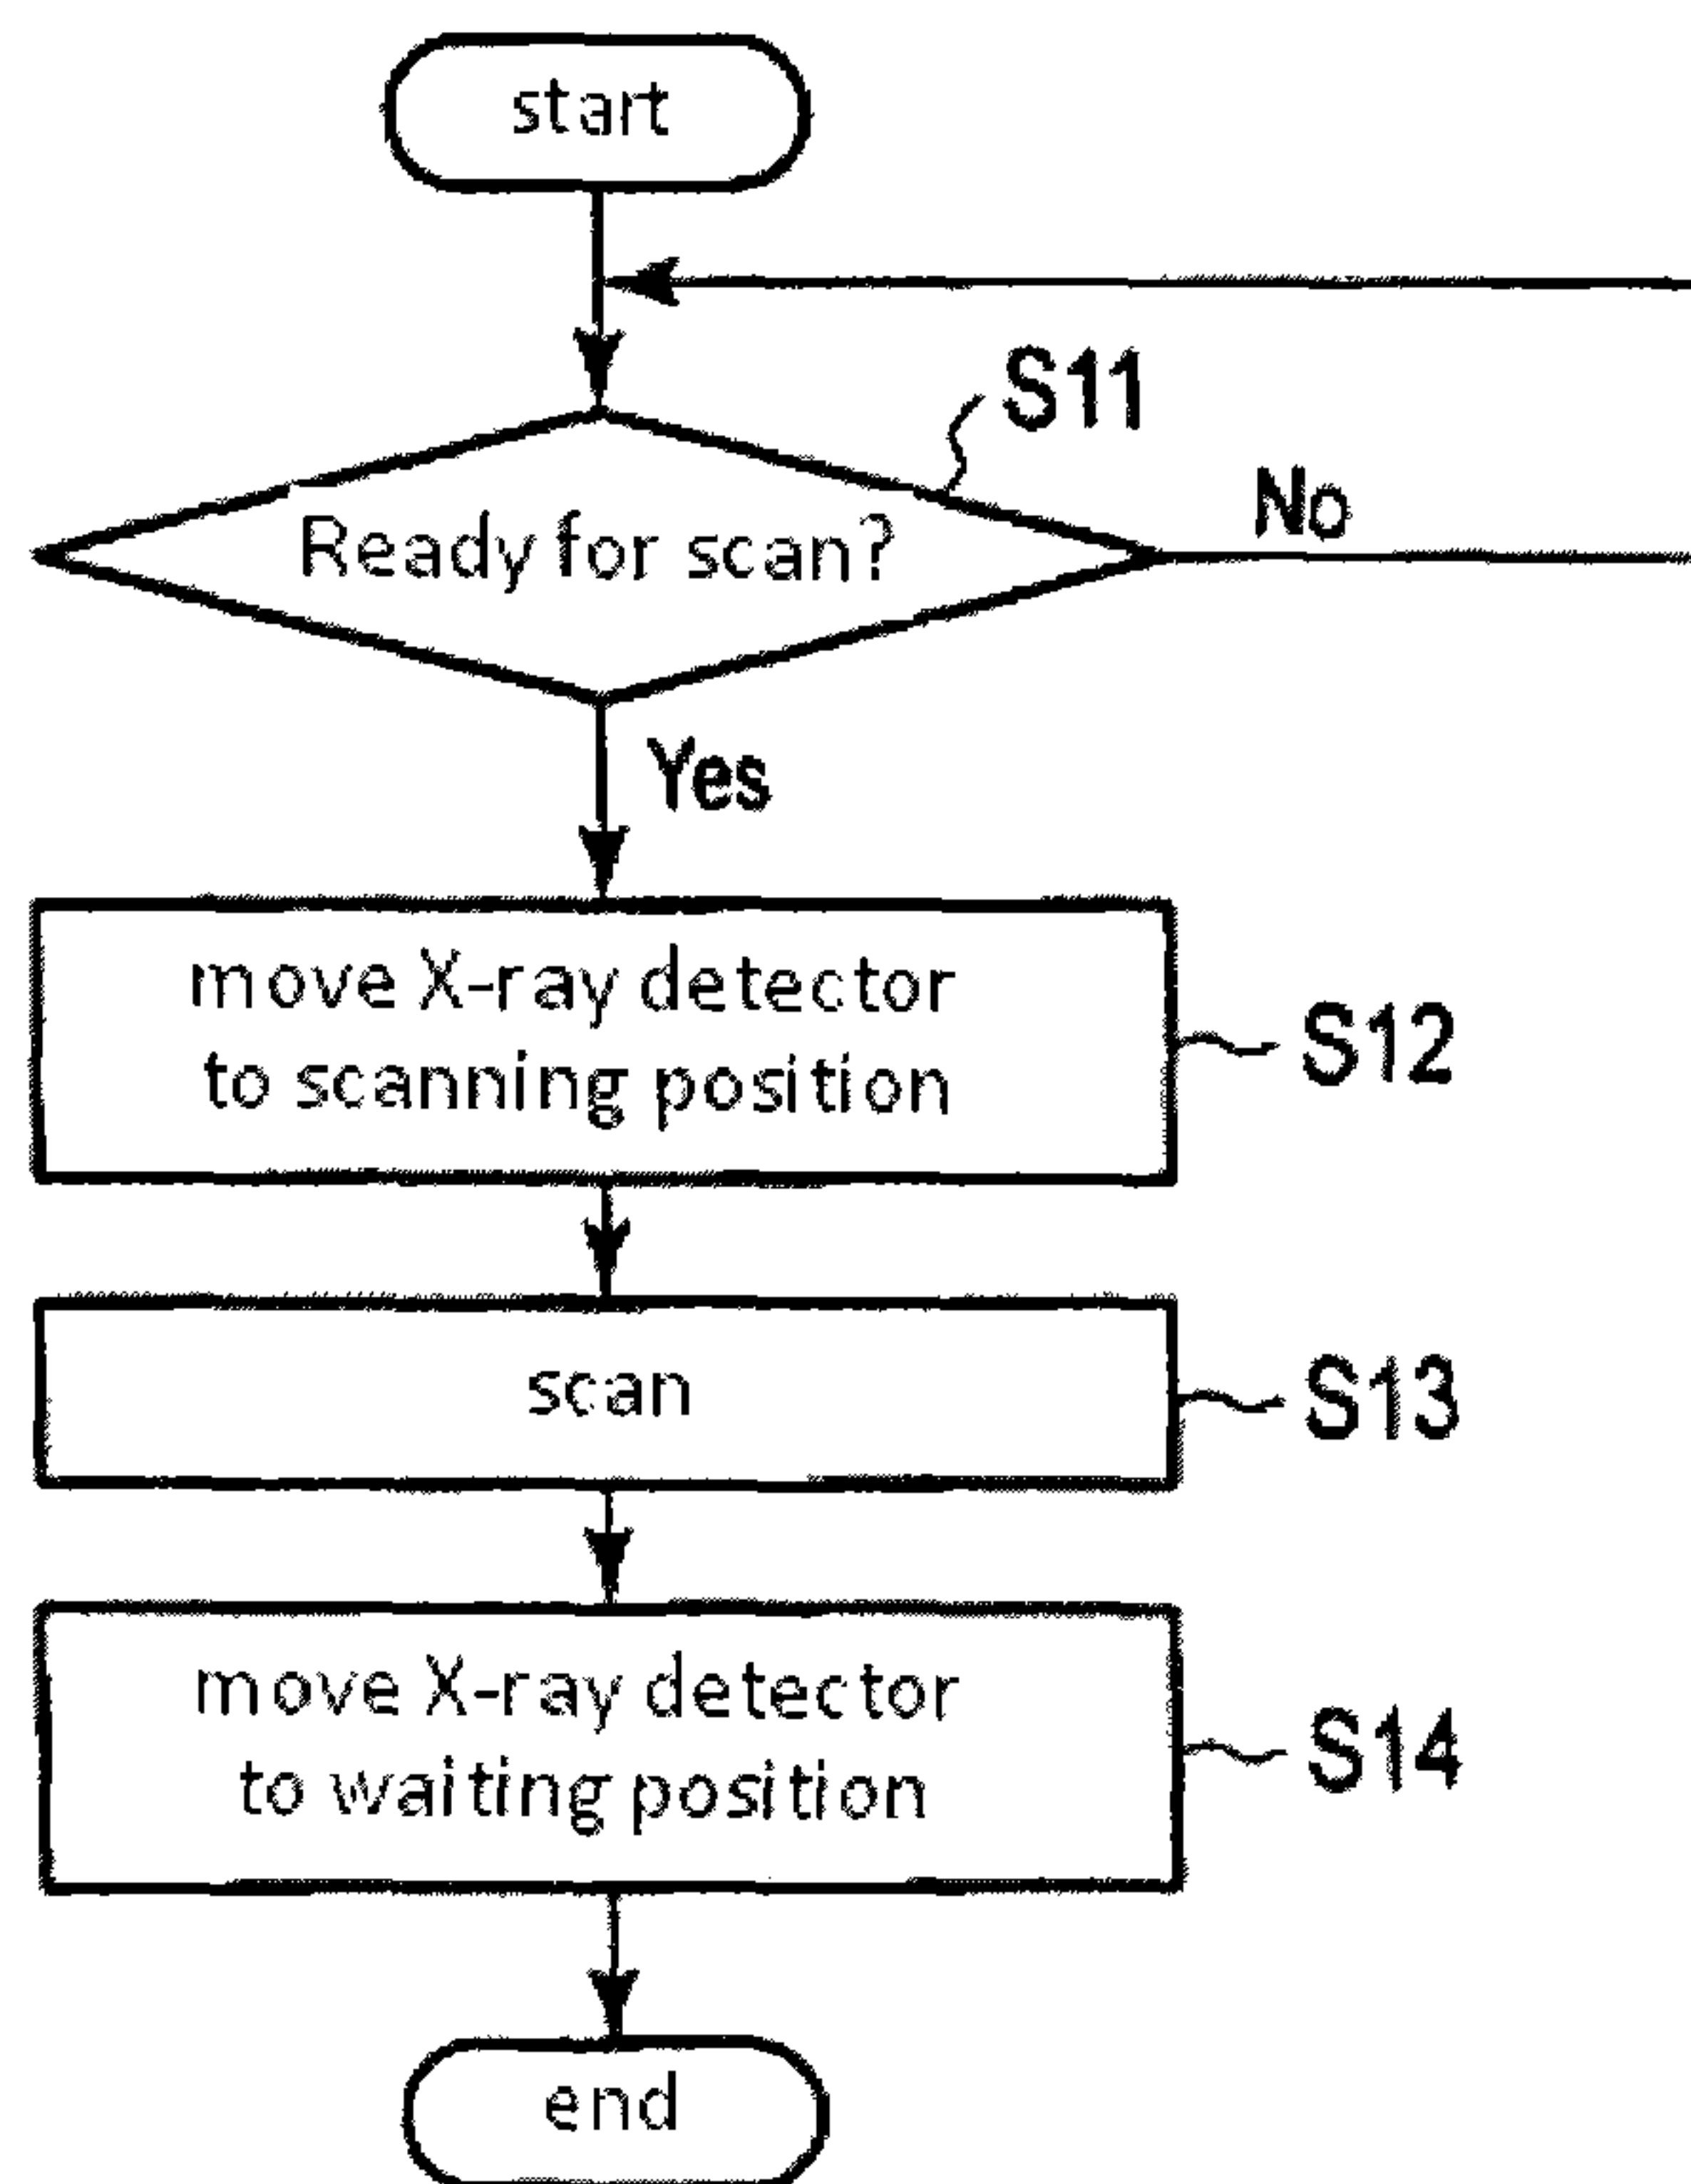 start
S11
No
Ready for scan?
Yes
move X-ray detector
to scanning position
S12
scan
S13
move X-ray detector
to waiting position
S14
end